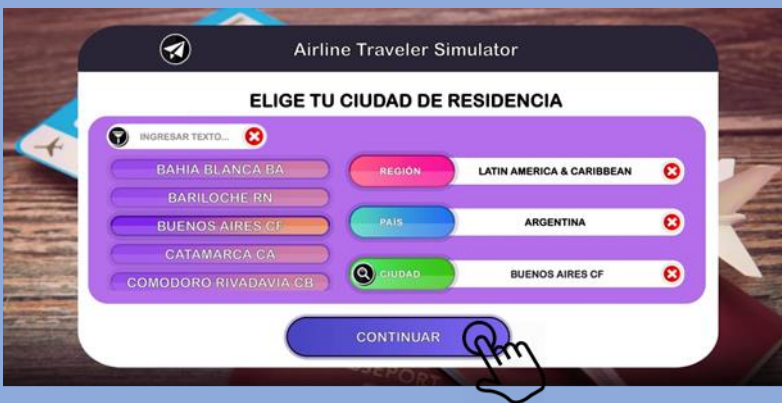 Airline Traveler Simulator
ELIGE TU CIUDAD DE RESIDENCIA
INGRESAR TEXTO...
BAHIA BLANCA BA
BARILOCHE RN
BUENOS AIRES CF
CATAMARCA CA
COMODORO RIVADAVIA CB
REGIÓN
LATIN AMERICA & CARIBBEAN
PAÍS
ARGENTINA
CIUDAD
BUENOS AIRES CF
CONTINUAR